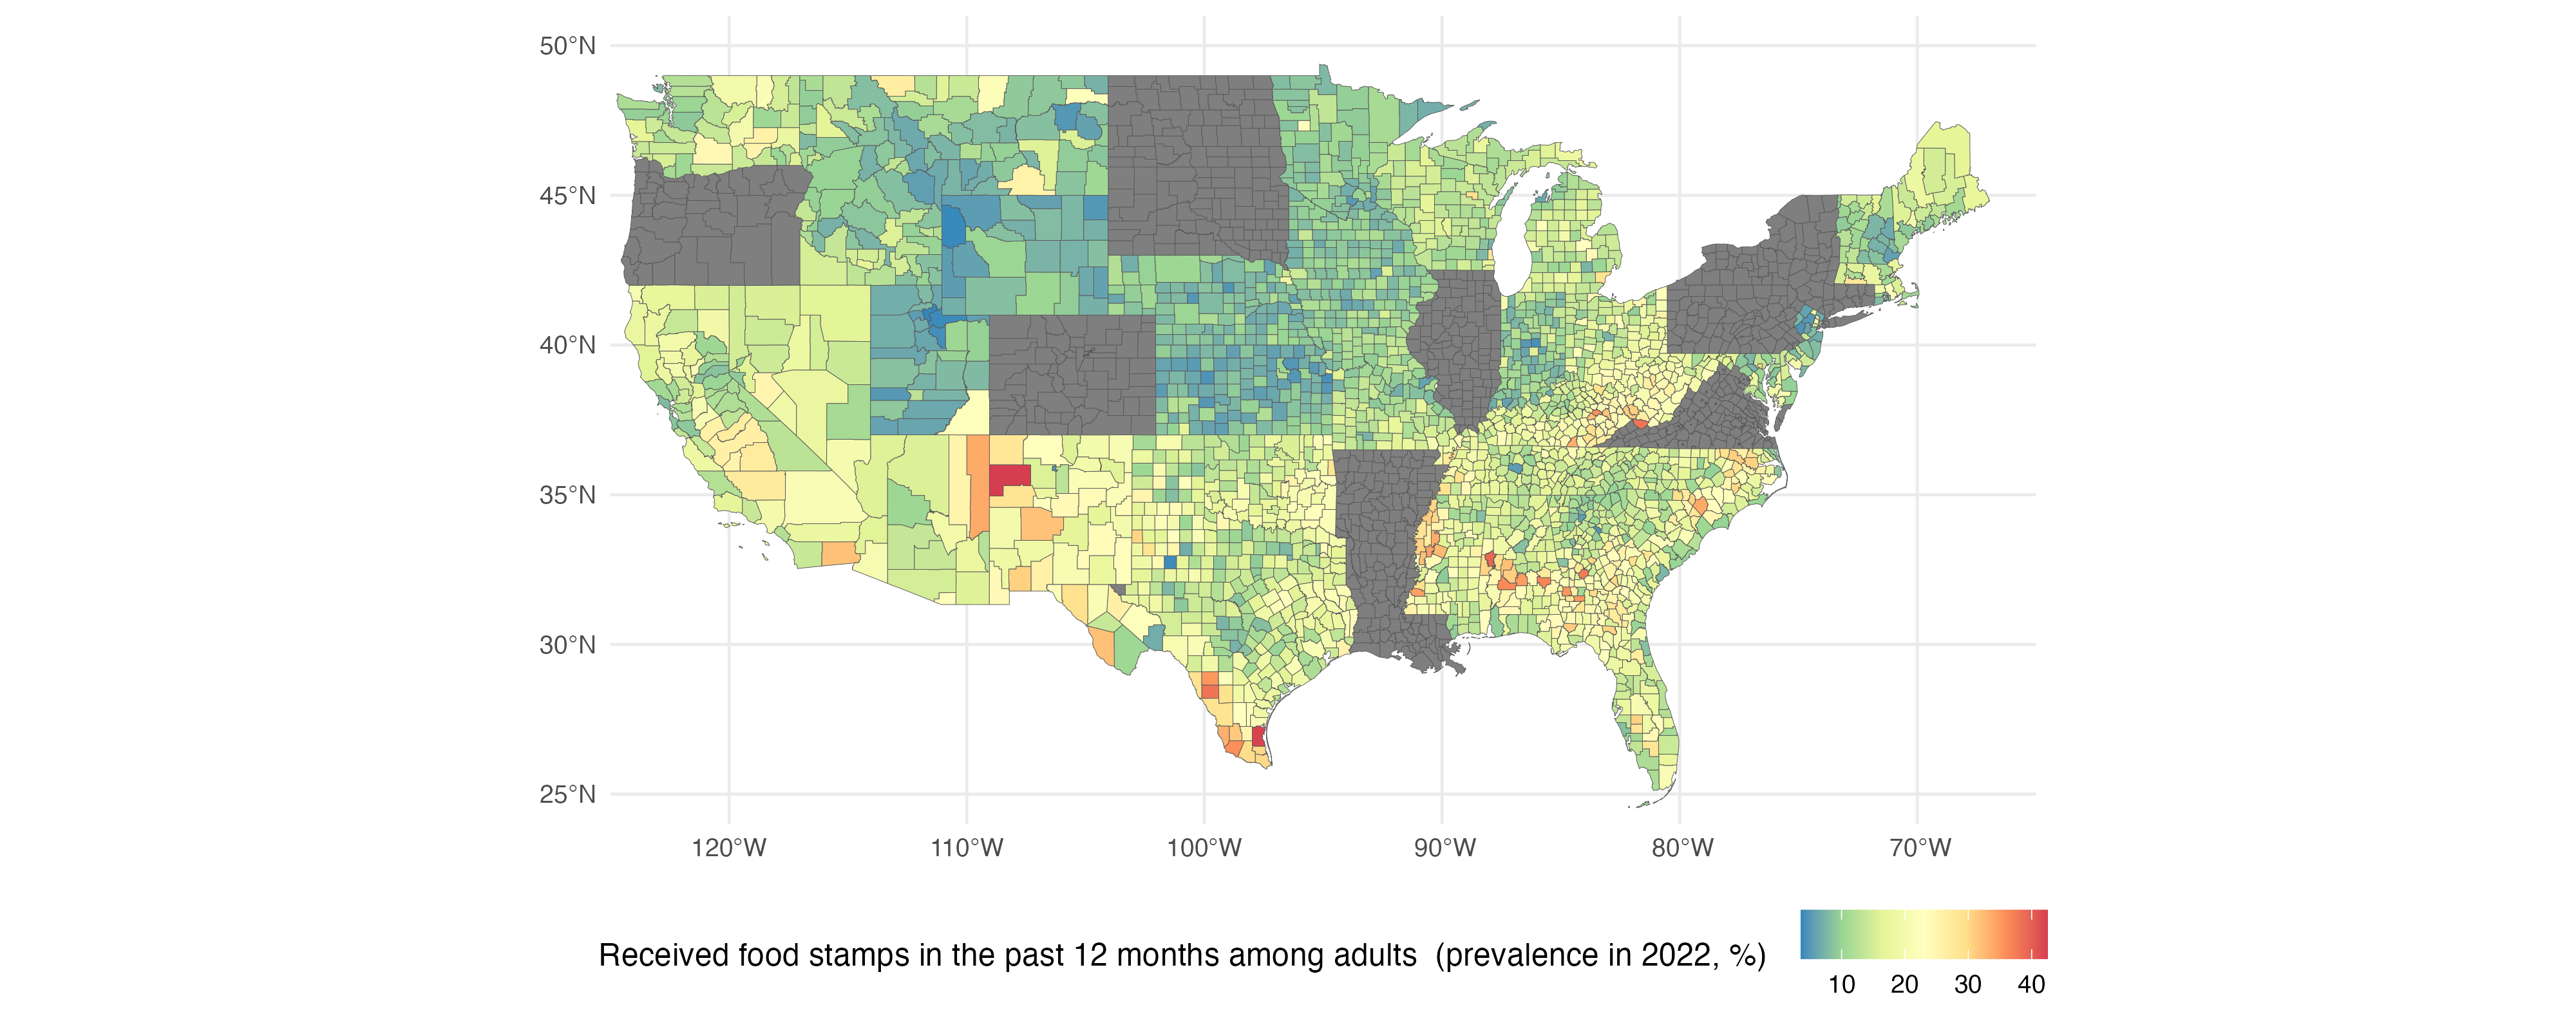 50°N
45°N
40°N
35°N
30°N
25°N
120°W 110°W 100°W 90°W 80°W 70°W
Received food stamps in the past 12 months among adults  (prevalence in 2022, %)
10 20 30 40